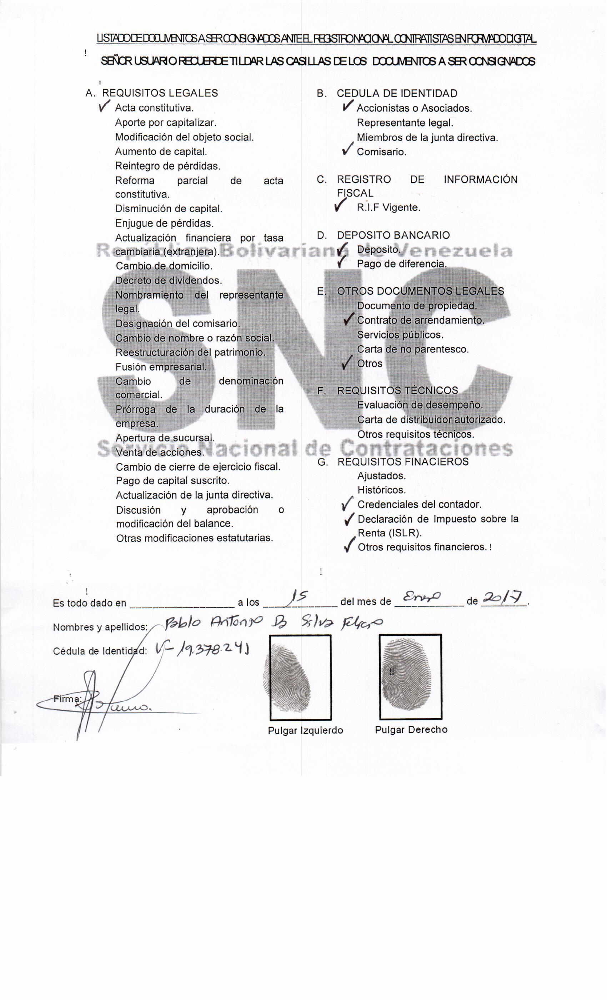 LISTADO DE DOCUMENTOS A SER CONSIGNADOS ANTE EL REGISTRO NACIONAL CONTRATISTAS EN FORMADO DIGITAL
!
SEÑOR USUARIO RECUERDE TILDAR LAS CASILLAS DE LOS DOCUMENTOS A SER CONSIGNADOS
!
A. REQUISITOS LEGALES
✓ Acta constitutiva.
Aporte por capitalizar.
Modificación del objeto social.
Aumento de capital.
Reintegro de pérdidas.
Reforma parcial de acta
constitutiva.
Disminución de capital.
Enjugue de pérdidas.
Actualización financiera por tasa
cambiaria (extranjera).
Cambio de domicilio.
Decreto de dividendos.
Nombramiento del representante
legal.
Designación del comisario.
Cambio de nombre o razón social.
Reestructuración del patrimonio.
Fusión empresarial.
Cambio de denominación
comercial.
Prórroga de la duración de la
empresa.
Apertura de sucursal.
Venta de acciones.
Cambio de cierre de ejercicio fiscal.
Pago de capital suscrito.
Actualización de la junta directiva.
Discusión y aprobación o
modificación del balance.
Otras modificaciones estatutarias.
B. CEDULA DE IDENTIDAD
✓ Accionistas o Asociados.
Representante legal.
Miembros de la junta directiva.
✓ Comisario.
C. REGISTRO DE INFORMACIÓN
FISCAL
✓ R.I.F Vigente.
D. DEPOSITO BANCARIO
✓ Deposito.
✓ Pago de diferencia.
E. OTROS DOCUMENTOS LEGALES
Documento de propiedad.
✓ Contrato de arrendamiento.
Servicios públicos.
Carta de no parentesco.
✓ Otros
F. REQUISITOS TÉCNICOS
Evaluación de desempeño.
Carta de distribuidor autorizado.
Otros requisitos técnicos.
G. REQUISITOS FINACIEROS
Ajustados.
Históricos.
✓ Credenciales del contador.
✓ Declaración de Impuesto sobre la
Renta (ISLR).
✓ Otros requisitos financieros. !
República Bolivariana de Venezuela
SNC
Servicio Nacional de Contrataciones
!
!
Es todo dado en __________________ a los 15 del mes de Enero de 2017.
Nombres y apellidos: Pablo Antonio Da Silva
Cédula de Identidad: V-19.378.241
Firma:
!!
Pulgar Izquierdo Pulgar Derecho